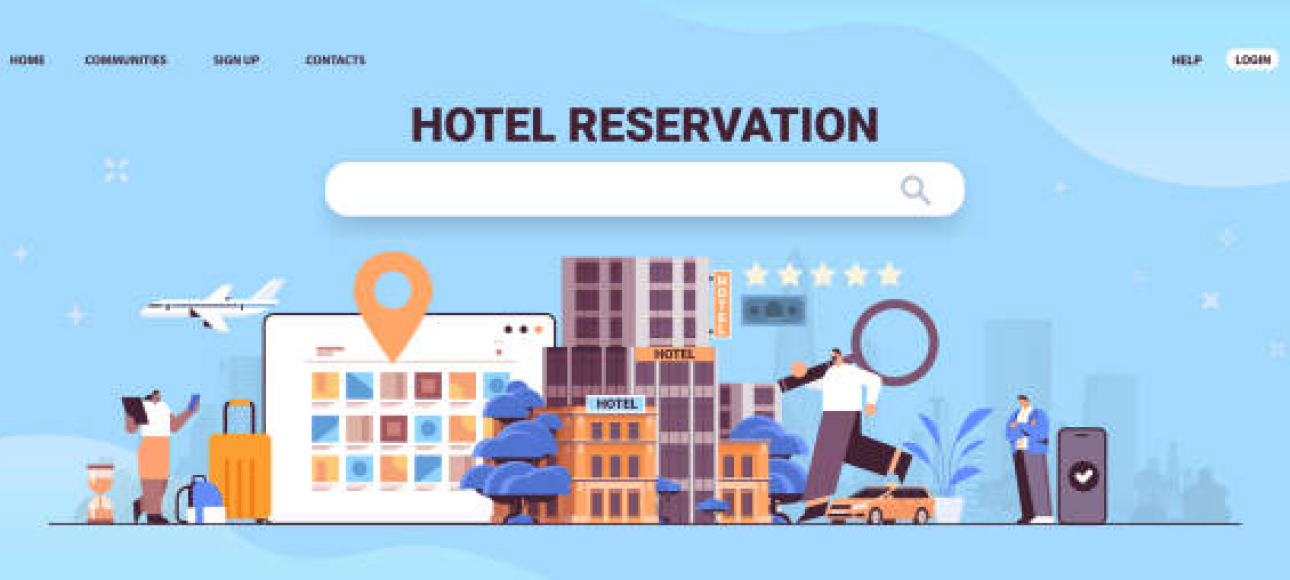 HOME COMMUNITIES SIGN UP CONTACTS HELP LOGIN
HOTEL RESERVATION
HOTEL
HOTEL
HOTEL